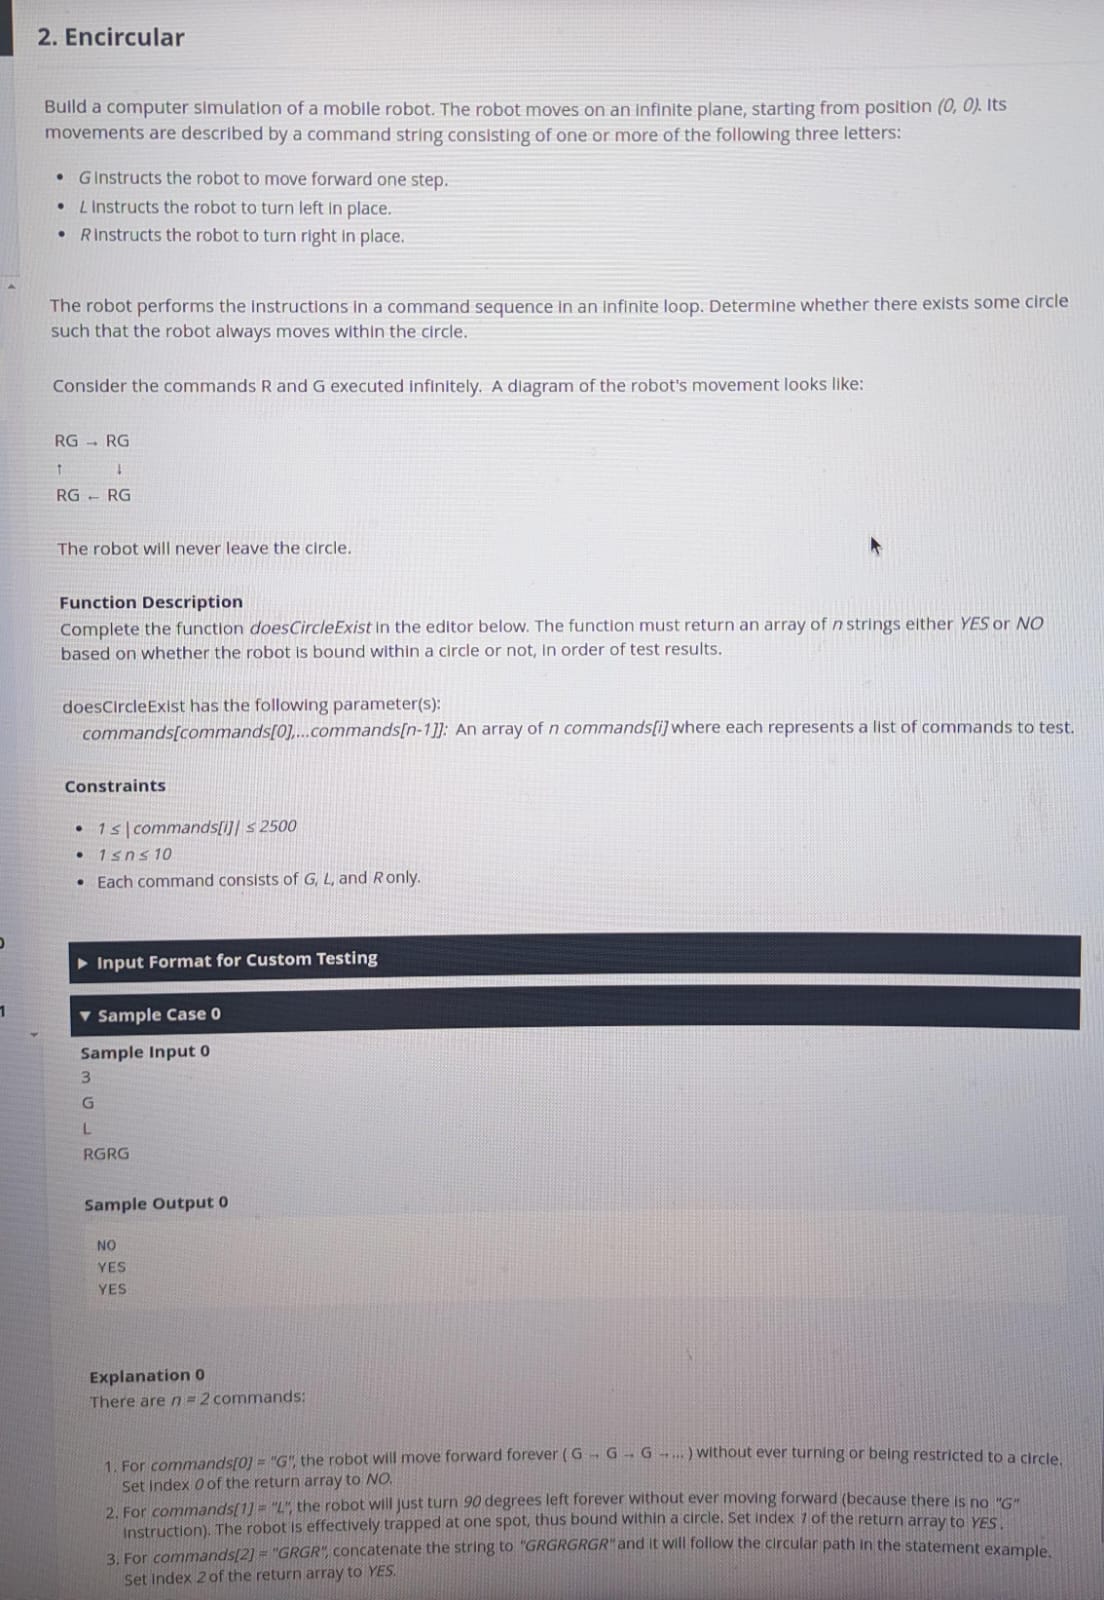 2. Encircular
Build a computer simulation of a mobile robot. The robot moves on an infinite plane, starting from position (0, 0). Its
movements are described by a command string consisting of one or more of the following three letters:
• G instructs the robot to move forward one step.
• L instructs the robot to turn left in place.
• R instructs the robot to turn right in place.
The robot performs the instructions in a command sequence in an infinite loop. Determine whether there exists some circle
such that the robot always moves within the circle.
Consider the commands R and G executed infinitely. A diagram of the robot's movement looks like:
RG → RG
↑ ↓
RG ← RG
The robot will never leave the circle.
Function Description
Complete the function doesCircleExist in the editor below. The function must return an array of n strings either YES or NO
based on whether the robot is bound within a circle or not, in order of test results.
doesCircleExist has the following parameter(s):
commands[commands[0],...commands[n-1]]: An array of n commands[i] where each represents a list of commands to test.
Constraints
• 1 ≤ |commands[i]| ≤ 2500
• 1 ≤ n ≤ 10
• Each command consists of G, L, and R only.
▶ Input Format for Custom Testing
▼ Sample Case 0
Sample Input 0
3
G
L
RGRG
Sample Output 0
NO
YES
YES
Explanation 0
There are n = 2 commands:
1. For commands[0] = "G", the robot will move forward forever ( G → G → G →... ) without ever turning or being restricted to a circle.
Set index 0 of the return array to NO.
2. For commands[1] = "L", the robot will just turn 90 degrees left forever without ever moving forward (because there is no "G"
instruction). The robot is effectively trapped at one spot, thus bound within a circle. Set index 1 of the return array to YES.
3. For commands[2] = "GRGR", concatenate the string to "GRGRGRGR" and it will follow the circular path in the statement example.
Set index 2 of the return array to YES.